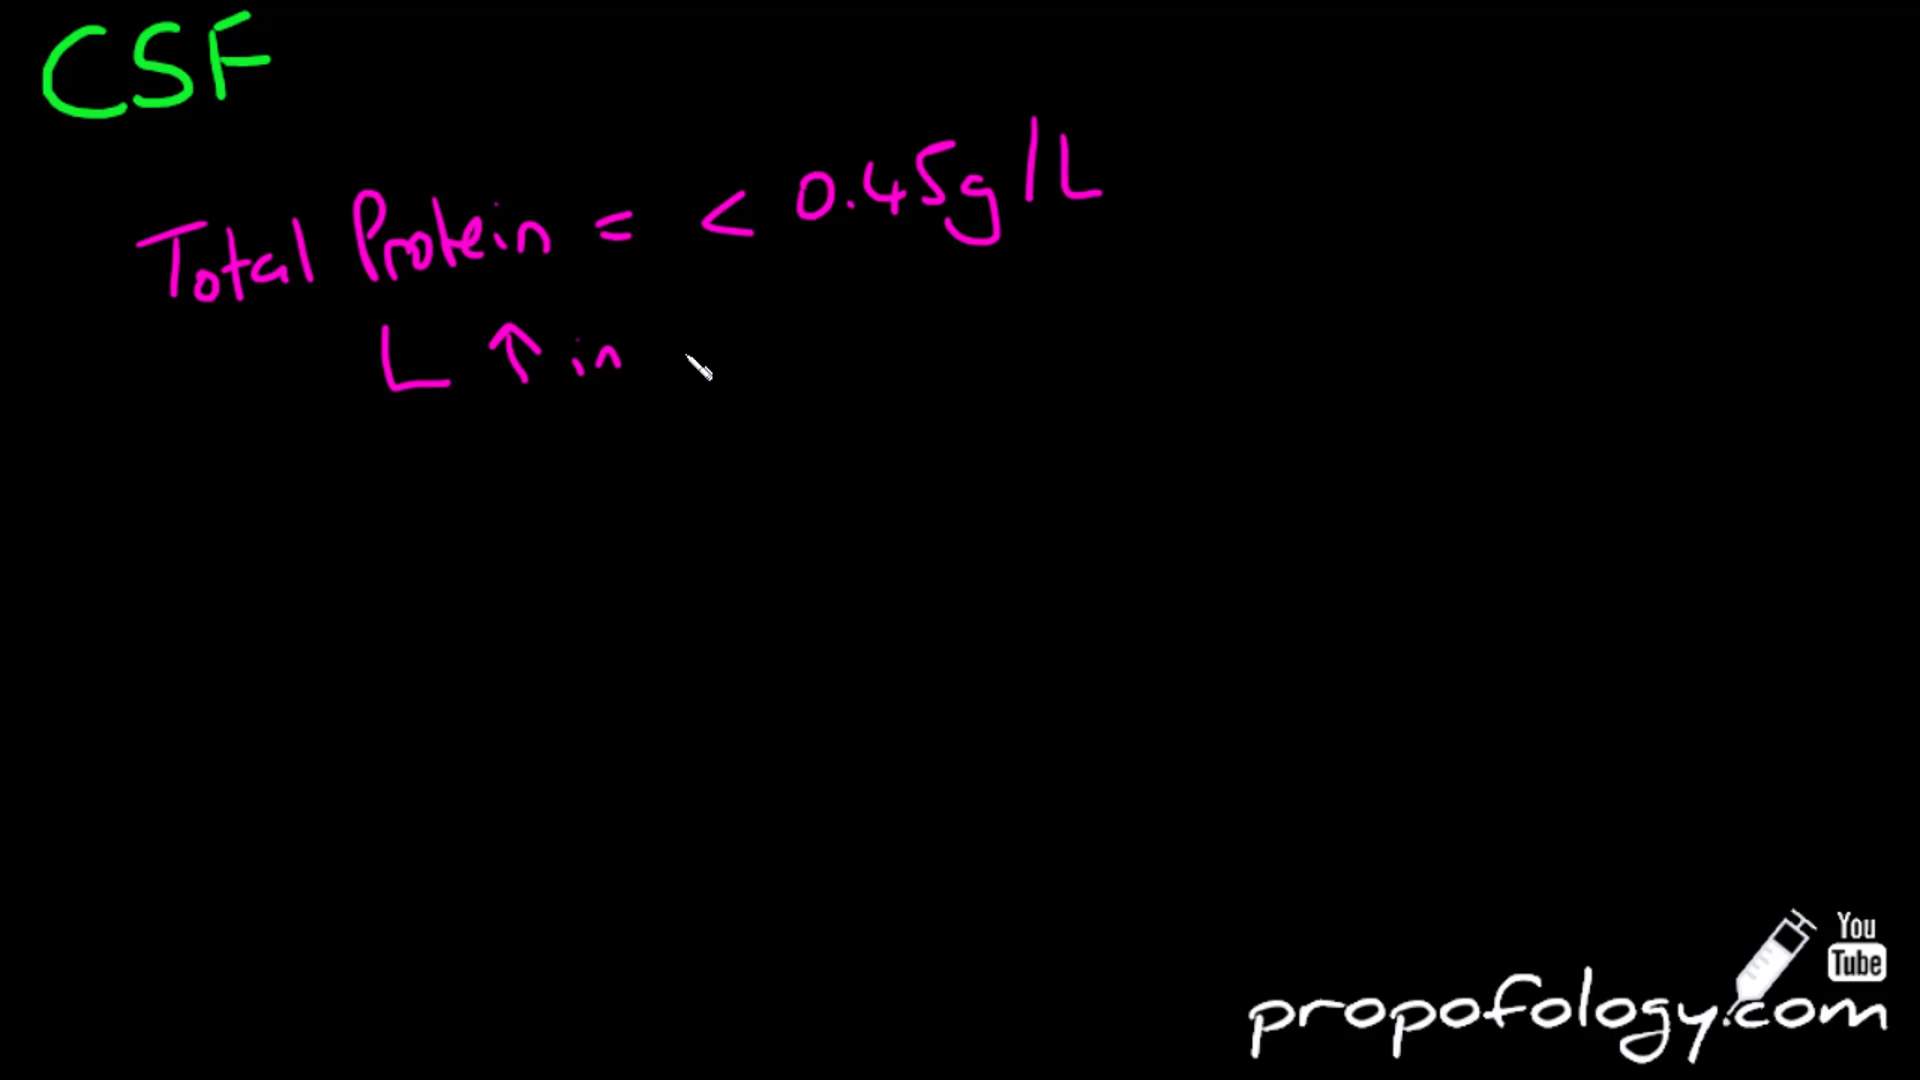 CSF
Total Protein = < 0.45g/L
↑ in
You
Tube
propofology.com